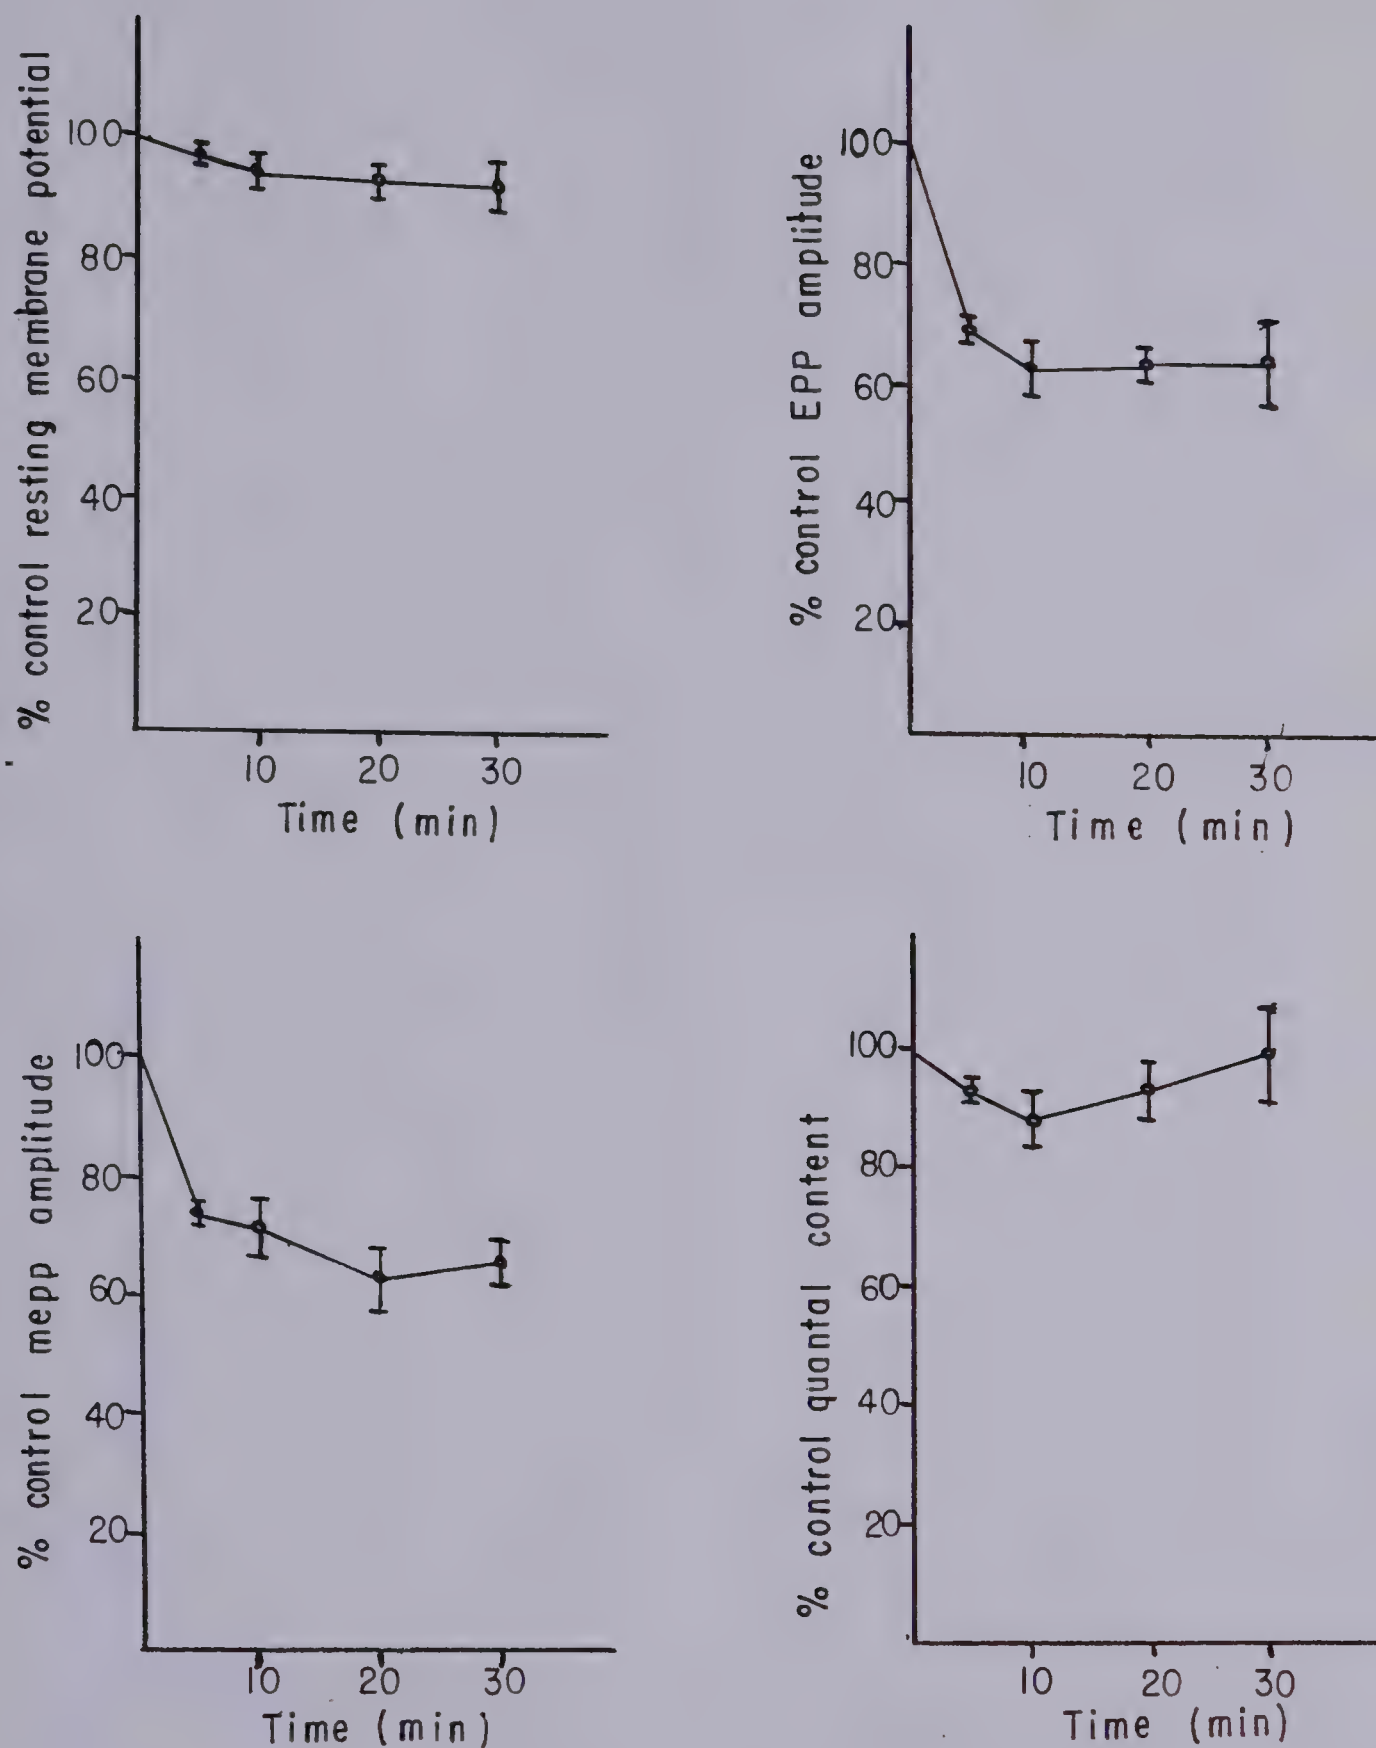 % control resting membrane potential
100
80
60
40
20
10 20 30
Time (min)
% control EPP amplitude
100
80
60
40
20
10 20 30
Time (min)
% control mepp amplitude
100
80
60
40
20
10 20 30
Time (min)
% control quantal content
100
80
60
40
20
10 20 30
Time (min)